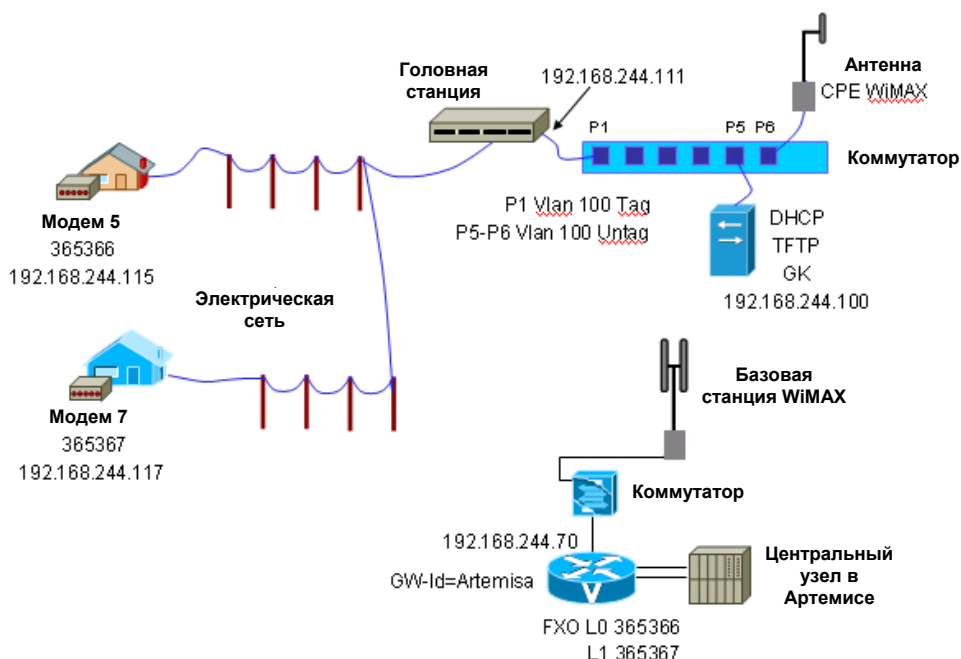 Головная
станция
192.168.244.111
Антенна
CPE WiMAX
P1
P5 P6
Коммутатор
P1 Vlan 100 Tag
P5-P6 Vlan 100 Untag
DHCP
TFTP
GK
192.168.244.100
Модем 5
365366
192.168.244.115
Электрическая
сеть
Модем 7
365367
192.168.244.117
Базовая
станция WiMAX
Коммутатор
192.168.244.70
GW-Id=Artemisa
V
Центральный
узел в
Артемисе
FXO L0 365366
L1 365367